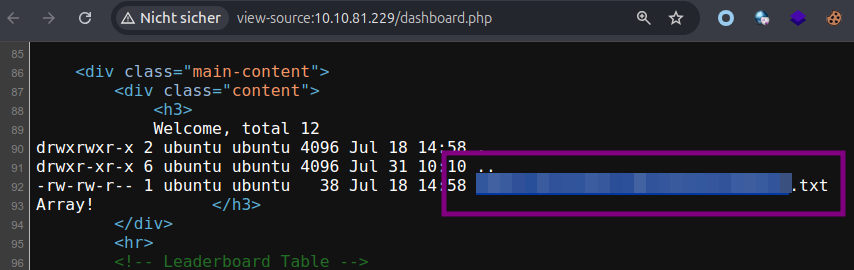 Nicht sicher view-source:10.10.81.229/dashboard.php
85
86 <div class="main-content">
87 <div class="content">
88 <h3>
89 Welcome, total 12
90 drwxrwxr-x 2 ubuntu ubuntu 4096 Jul 18 14:58 .
91 drwxr-xr-x 6 ubuntu ubuntu 4096 Jul 31 10:10 ..
92 -rw-rw-r-- 1 ubuntu ubuntu 38 Jul 18 14:58 .txt
93 Array! </h3>
94 </div>
95 <hr>
96 <!-- Leaderboard Table -->